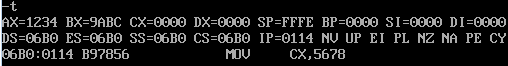 -t
AX=1234 BX=9ABC CX=0000 DX=0000 SP=FFFE BP=0000 SI=0000 DI=0000
DS=06B0 ES=06B0 SS=06B0 CS=06B0 IP=0114 NV UP EI PL NZ NA PE CY
06B0:0114 B97856 MOV CX,5678